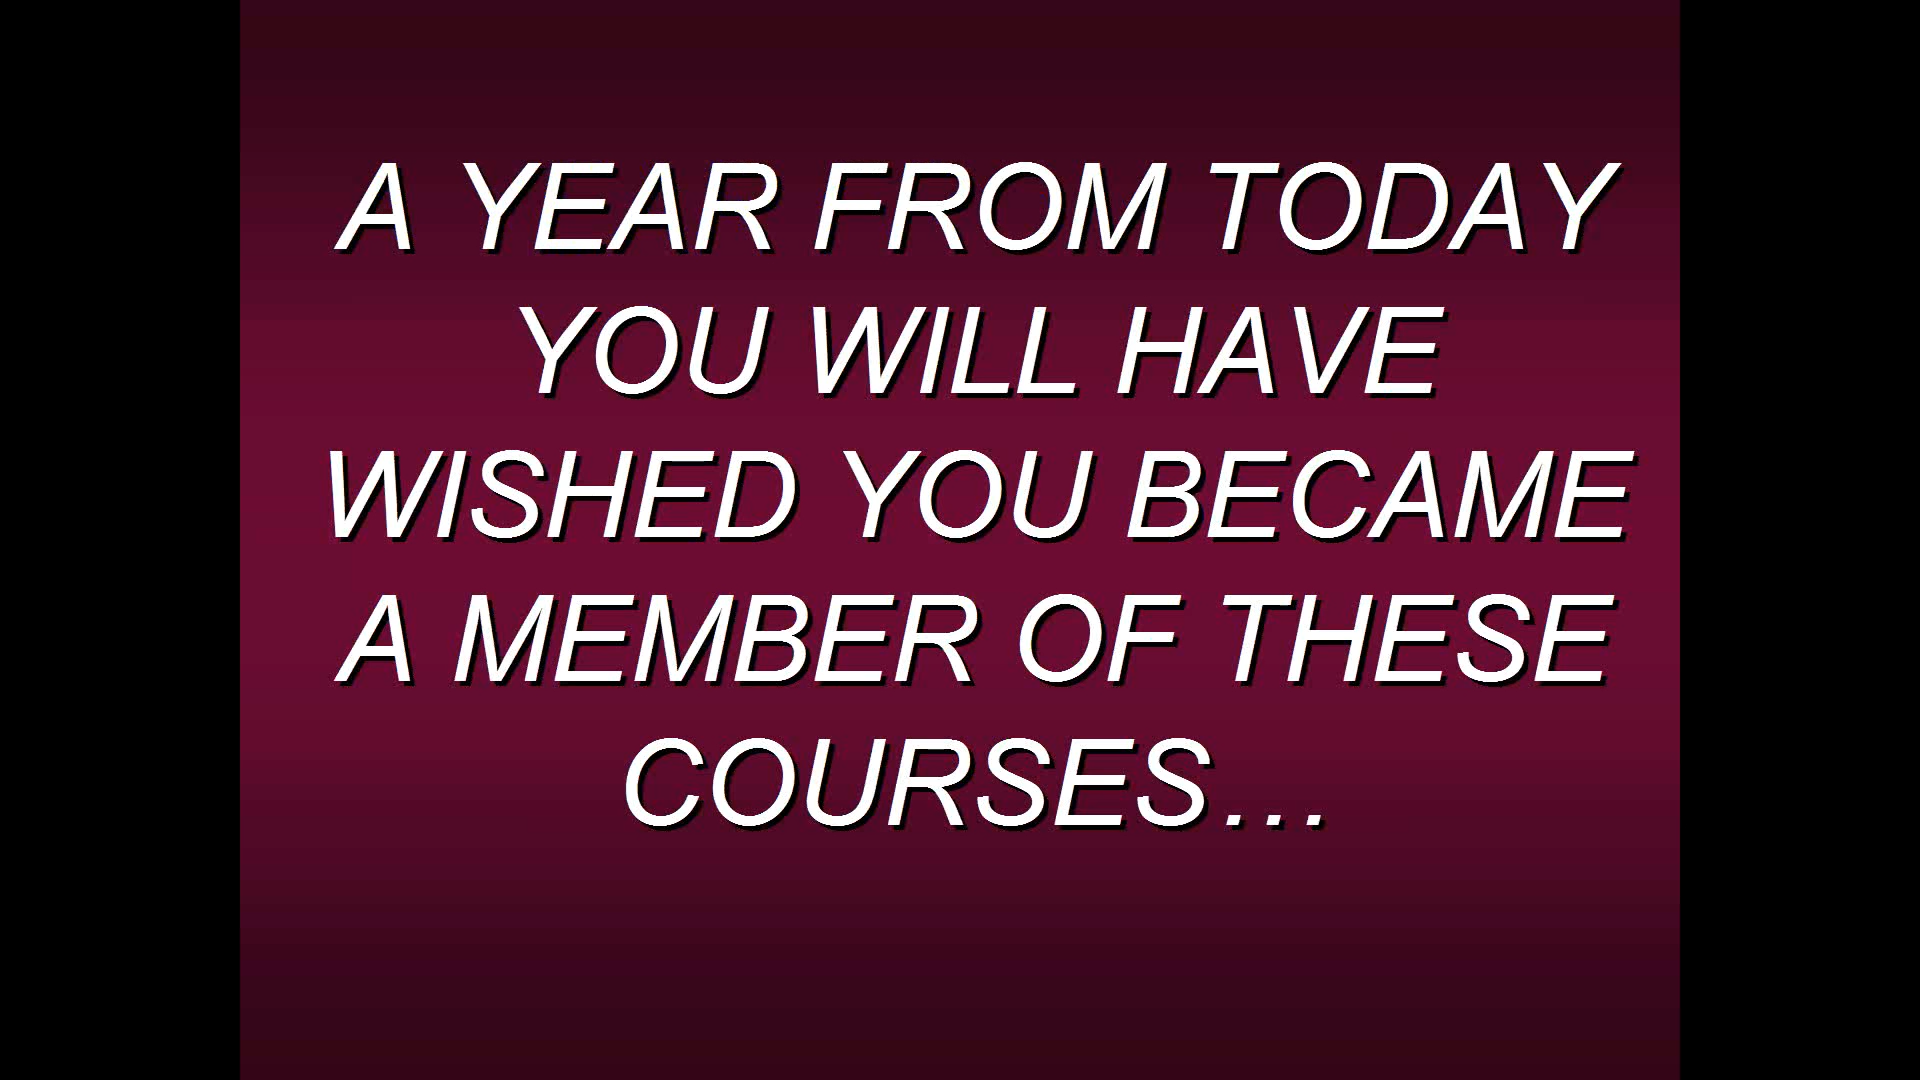 A YEAR FROM TODAY
YOU WILL HAVE
WISHED YOU BECAME
A MEMBER OF THESE
COURSES…